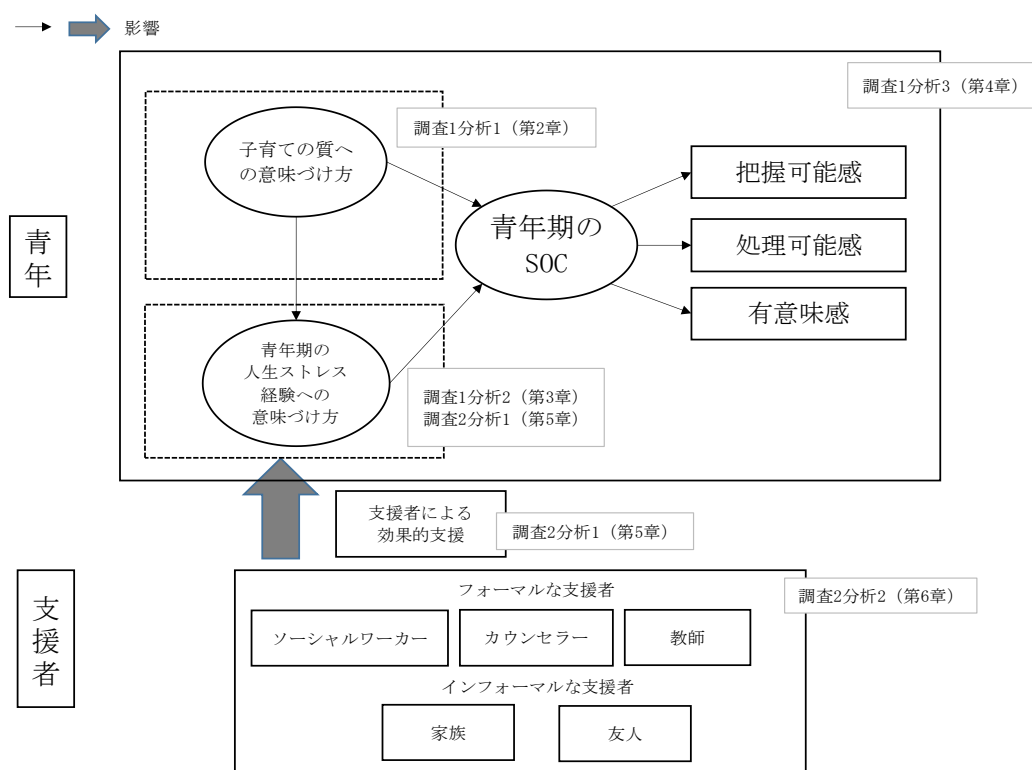 影響
調査1分析3（第4章）
調査1分析1（第2章）
子育ての質へ
の意味づけ方
青年期の
SOC
把握可能感
処理可能感
有意味感
青年
青年期の
人生ストレス
経験への
意味づけ方
調査1分析2（第3章）
調査2分析1（第5章）
支援者による
効果的支援
調査2分析1（第5章）
支援者
フォーマルな支援者
調査2分析2（第6章）
ソーシャルワーカー
カウンセラー
教師
インフォーマルな支援者
家族
友人